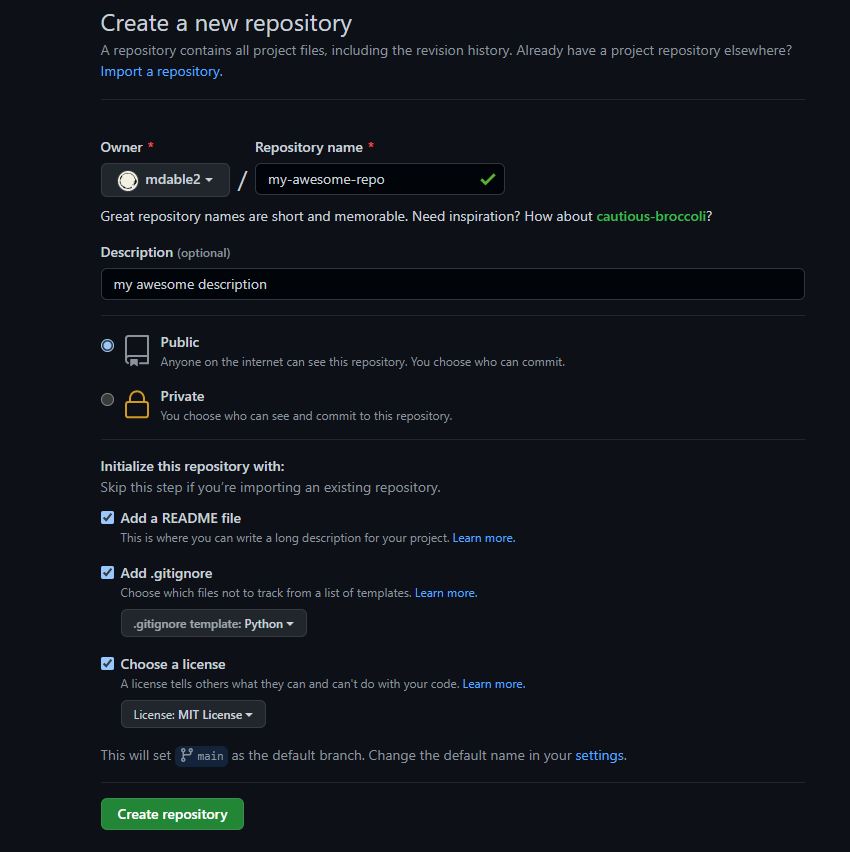 Create a new repository
A repository contains all project files, including the revision history. Already have a project repository elsewhere?
Import a repository.
Owner * Repository name *
mdable2 / my-awesome-repo
Great repository names are short and memorable. Need inspiration? How about cautious-broccoli?
Description (optional)
my awesome description
Public
Anyone on the internet can see this repository. You choose who can commit.
Private
You choose who can see and commit to this repository.
Initialize this repository with:
Skip this step if you're importing an existing repository.
Add a README file
This is where you can write a long description for your project. Learn more.
Add .gitignore
Choose which files not to track from a list of templates. Learn more.
.gitignore template: Python
Choose a license
A license tells others what they can and can't do with your code. Learn more.
License: MIT License
This will set main as the default branch. Change the default name in your settings.
Create repository